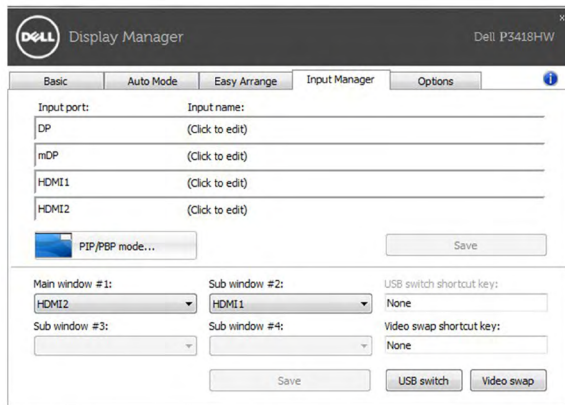 DELL Display Manager Dell P3418HW
Basic Auto Mode Easy Arrange Input Manager Options
Input port: Input name:
DP (Click to edit)
mDP (Click to edit)
HDMI1 (Click to edit)
HDMI2 (Click to edit)
PIP/PBP mode... Save
Main window #1: Sub window #2: USB switch shortcut key:
HDMI2 HDMI1 None
Sub window #3: Sub window #4: Video swap shortcut key:
None
Save USB switch Video swap